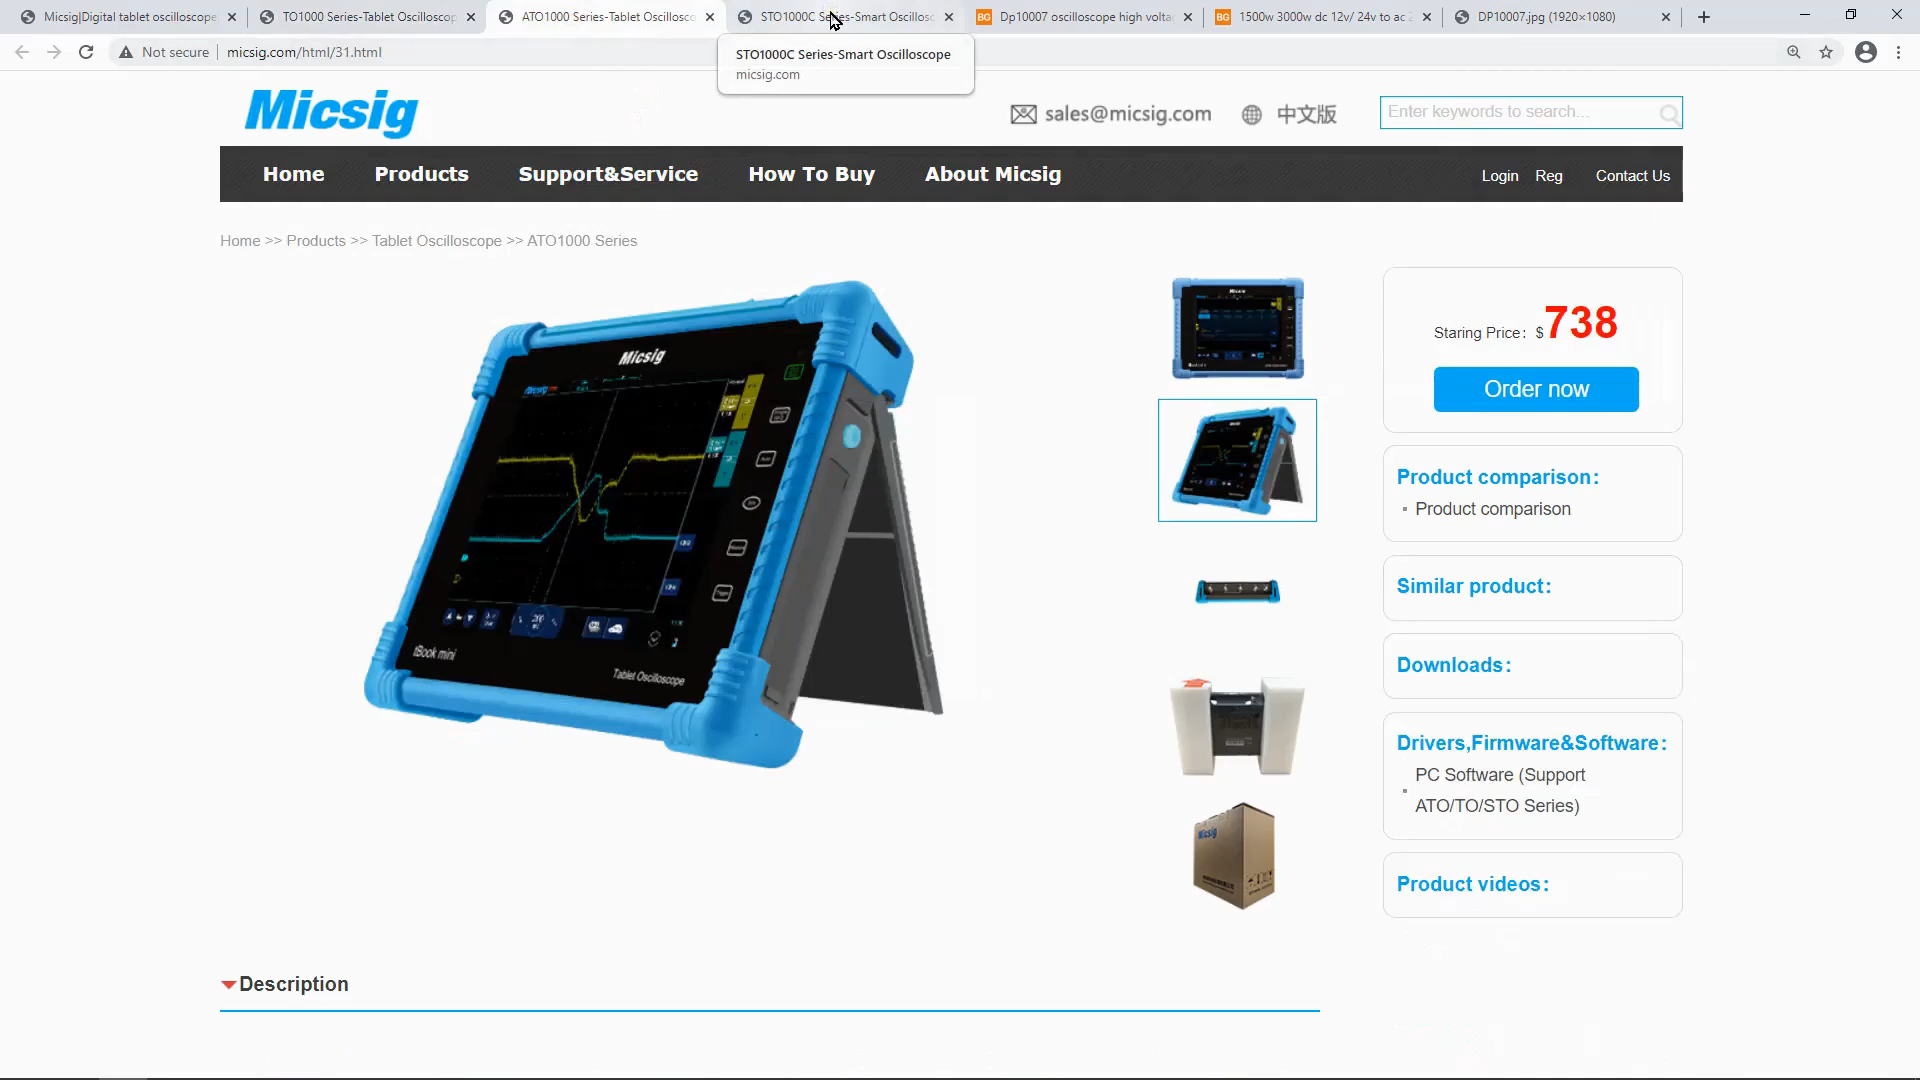 Micsig|Digital tablet oscilloscope
TO1000 Series-Tablet Oscilloscop
ATO1000 Series-Tablet Oscillosco
STO1000C Series-Smart Oscillosc
Dp10007 oscilloscope high volta
1500w 3000w dc 12v/ 24v to ac 2
DP10007.jpg (1920×1080)
Not secure
micsig.com/html/31.html
STO1000C Series-Smart Oscilloscope
micsig.com
Micsig
sales@micsig.com
中文版
Enter keywords to search...
Home
Products
Support&Service
How To Buy
About Micsig
Login
Reg
Contact Us
Home >> Products >> Tablet Oscilloscope >> ATO1000 Series
Micsig
tBook mini
Tablet Oscilloscope
Staring Price: $738
Order now
Product comparison:
Product comparison
Similar product:
Downloads:
Drivers,Firmware&Software:
PC Software (Support
ATO/TO/STO Series)
Product videos:
Micsig
Description